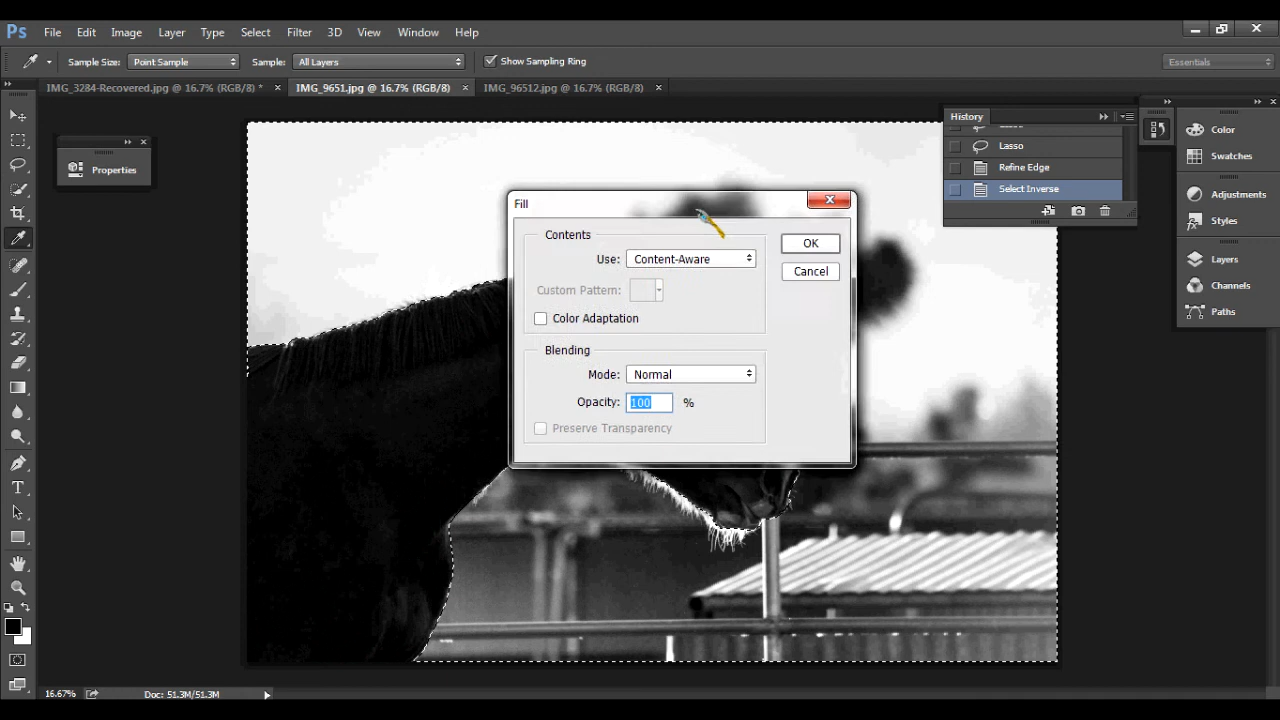 Ps File Edit Image Layer Type Select Filter 3D View Window Help
Sample Size: Point Sample Sample: All Layers Show Sampling Ring Essentials
IMG_3284-Recovered.jpg @ 16.7% (RGB/8) * × IMG_9651.jpg @ 16.7% (RGB/8) × IMG_96512.jpg @ 16.7% (RGB/8) ×
Properties
History
Lasso
Refine Edge
Select Inverse
Color
Swatches
Adjustments
Styles
Layers
Channels
Paths
Fill
Contents
Use: Content-Aware
Custom Pattern:
Color Adaptation
Blending
Mode: Normal
Opacity: 100 %
Preserve Transparency
OK
Cancel
T
16.67% Doc: 51.3M/51.3M